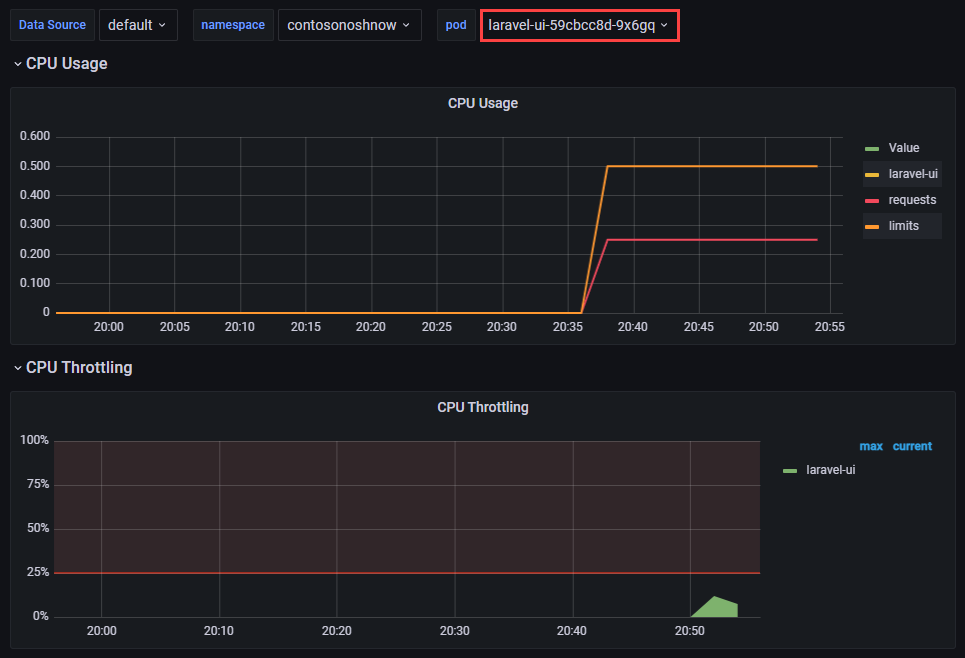 Data Source default namespace contosonoshnow pod laravel-ui-59cbcc8d-9x6gq
CPU Usage
CPU Usage
0.600
0.500
0.400
0.300
0.200
0.100
0
20:00 20:05 20:10 20:15 20:20 20:25 20:30 20:35 20:40 20:45 20:50 20:55
Value
laravel-ui
requests
limits
CPU Throttling
CPU Throttling
100%
75%
50%
25%
0%
20:00 20:10 20:20 20:30 20:40 20:50
max current
laravel-ui